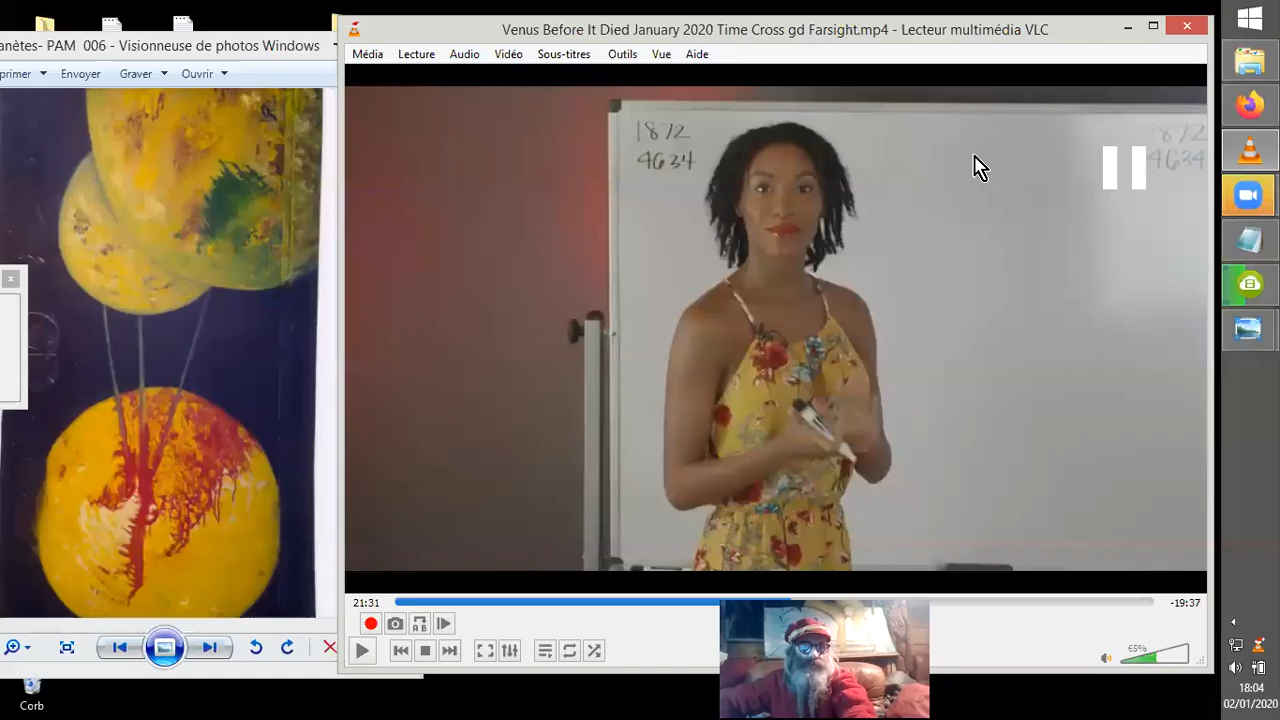 anètes- PAM 006 - Visionneuse de photos Windows
primer Envoyer Graver Ouvrir
Venus Before It Died January 2020 Time Cross gd Farsight.mp4 - Lecteur multimédia VLC
Média Lecture Audio Vidéo Sous-titres Outils Vue Aide
1872
4634
872
4634
21:31
-19:37
AB
65%
Corb
18:04
02/01/2020